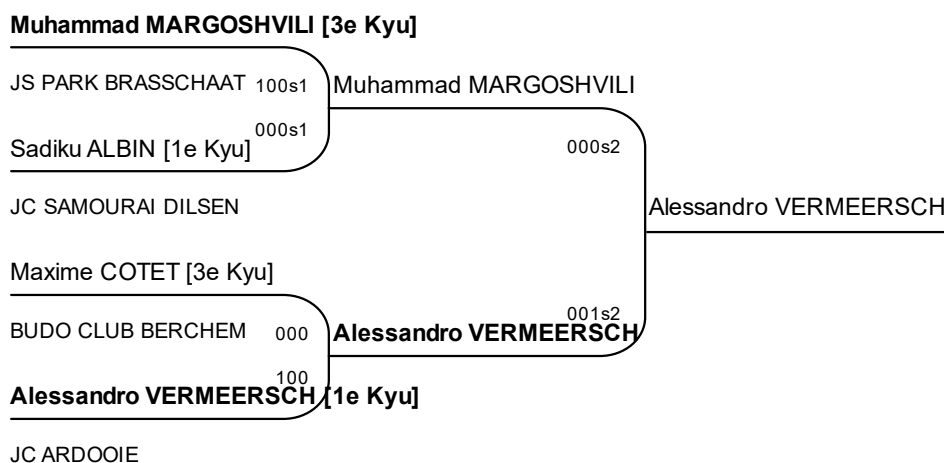 Muhammad MARGOSHVILI [3e Kyu]
JS PARK BRASSCHAAT 100s1 Muhammad MARGOSHVILI
000s1
Sadiku ALBIN [1e Kyu] 000s2
JC SAMOURAI DILSEN Alessandro VERMEERSCH
Maxime COTET [3e Kyu]
001s2
BUDO CLUB BERCHEM 000 Alessandro VERMEERSCH
100
Alessandro VERMEERSCH [1e Kyu]
JC ARDOOIE